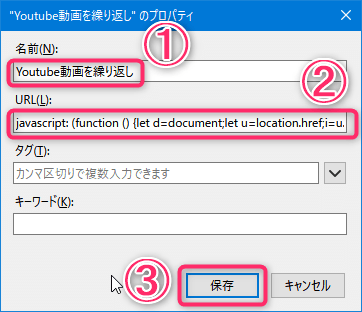 "Youtube動画を繰り返し" のプロパティ
①
名前(N):
Youtube動画を繰り返し
②
URL(L):
javascript: (function () {let d=document;let u=location.href;i=u.
タグ(T):
カンマ区切りで複数入力できます
キーワード(K):
③
保存
キャンセル